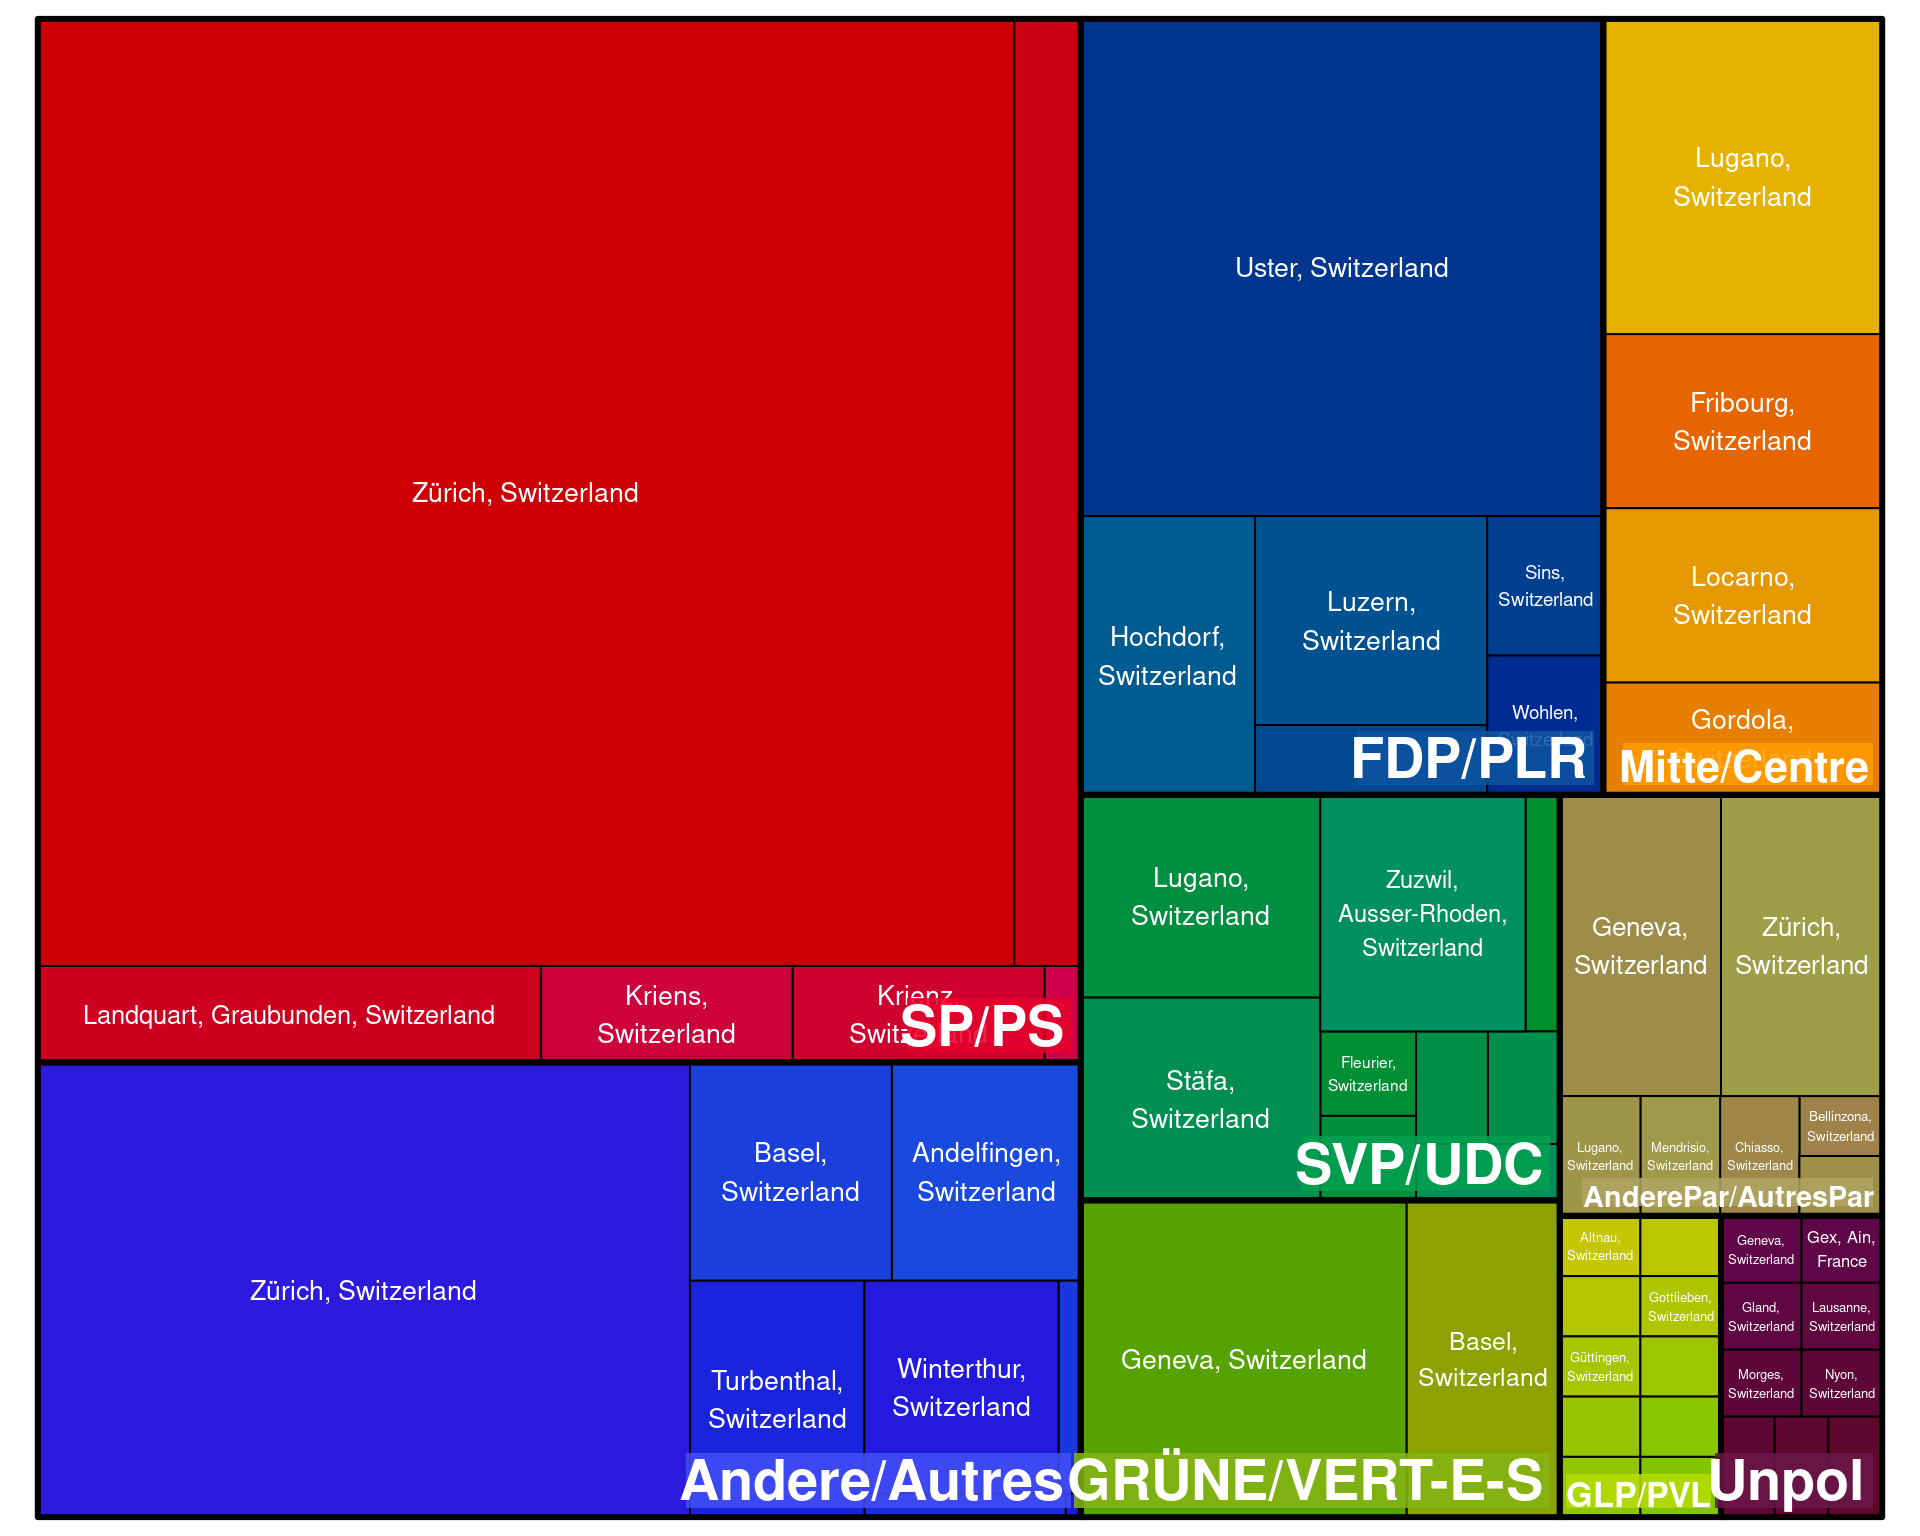 Zürich, Switzerland
Landquart, Graubunden, Switzerland
Kriens,
Switzerland
Krienz,
Switzerland
SP/PS
Uster, Switzerland
Hochdorf,
Switzerland
Luzern,
Switzerland
Sins,
Switzerland
Wohlen,
Switzerland
FDP/PLR
Lugano,
Switzerland
Fribourg,
Switzerland
Locarno,
Switzerland
Gordola,
Switzerland
Mitte/Centre
Zürich, Switzerland
Basel,
Switzerland
Andelfingen,
Switzerland
Turbenthal,
Switzerland
Winterthur,
Switzerland
Andere/Autres
Lugano,
Switzerland
Zuzwil,
Ausser-Rhoden,
Switzerland
Stäfa,
Switzerland
Fleurier,
Switzerland
SVP/UDC
Geneva,
Switzerland
Zürich,
Switzerland
Lugano,
Switzerland
Mendrisio,
Switzerland
Chiasso,
Switzerland
Bellinzona,
Switzerland
AnderePar/AutresPar
Geneva, Switzerland
Basel,
Switzerland
GRÜNE/VERT-E-S
Altnau,
Switzerland
Gottlieben,
Switzerland
Güttingen,
Switzerland
GLP/PVL
Geneva,
Switzerland
Gex, Ain,
France
Gland,
Switzerland
Lausanne,
Switzerland
Morges,
Switzerland
Nyon,
Switzerland
Unpol